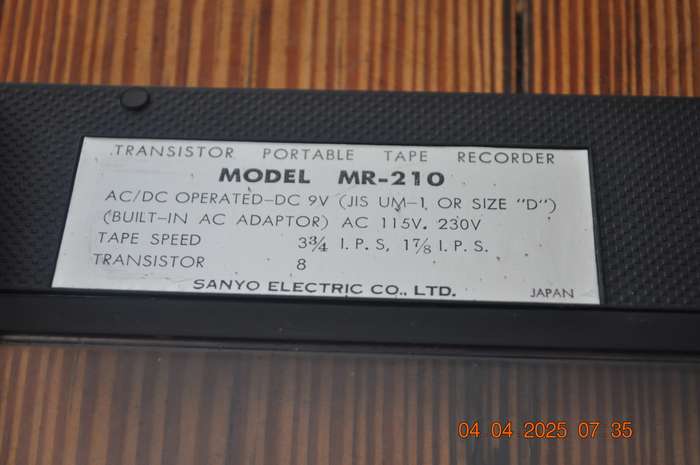 TRANSISTOR PORTABLE TAPE RECORDER
MODEL MR-210
AC/DC OPERATED-DC 9V (JIS UM-1, OR SIZE "D")
(BUILT-IN AC ADAPTOR) AC 115V. 230V
TAPE SPEED 3¾ I.P.S, 1⅞ I.P.S.
TRANSISTOR 8
SANYO ELECTRIC CO., LTD. JAPAN
04 04 2025 07 35